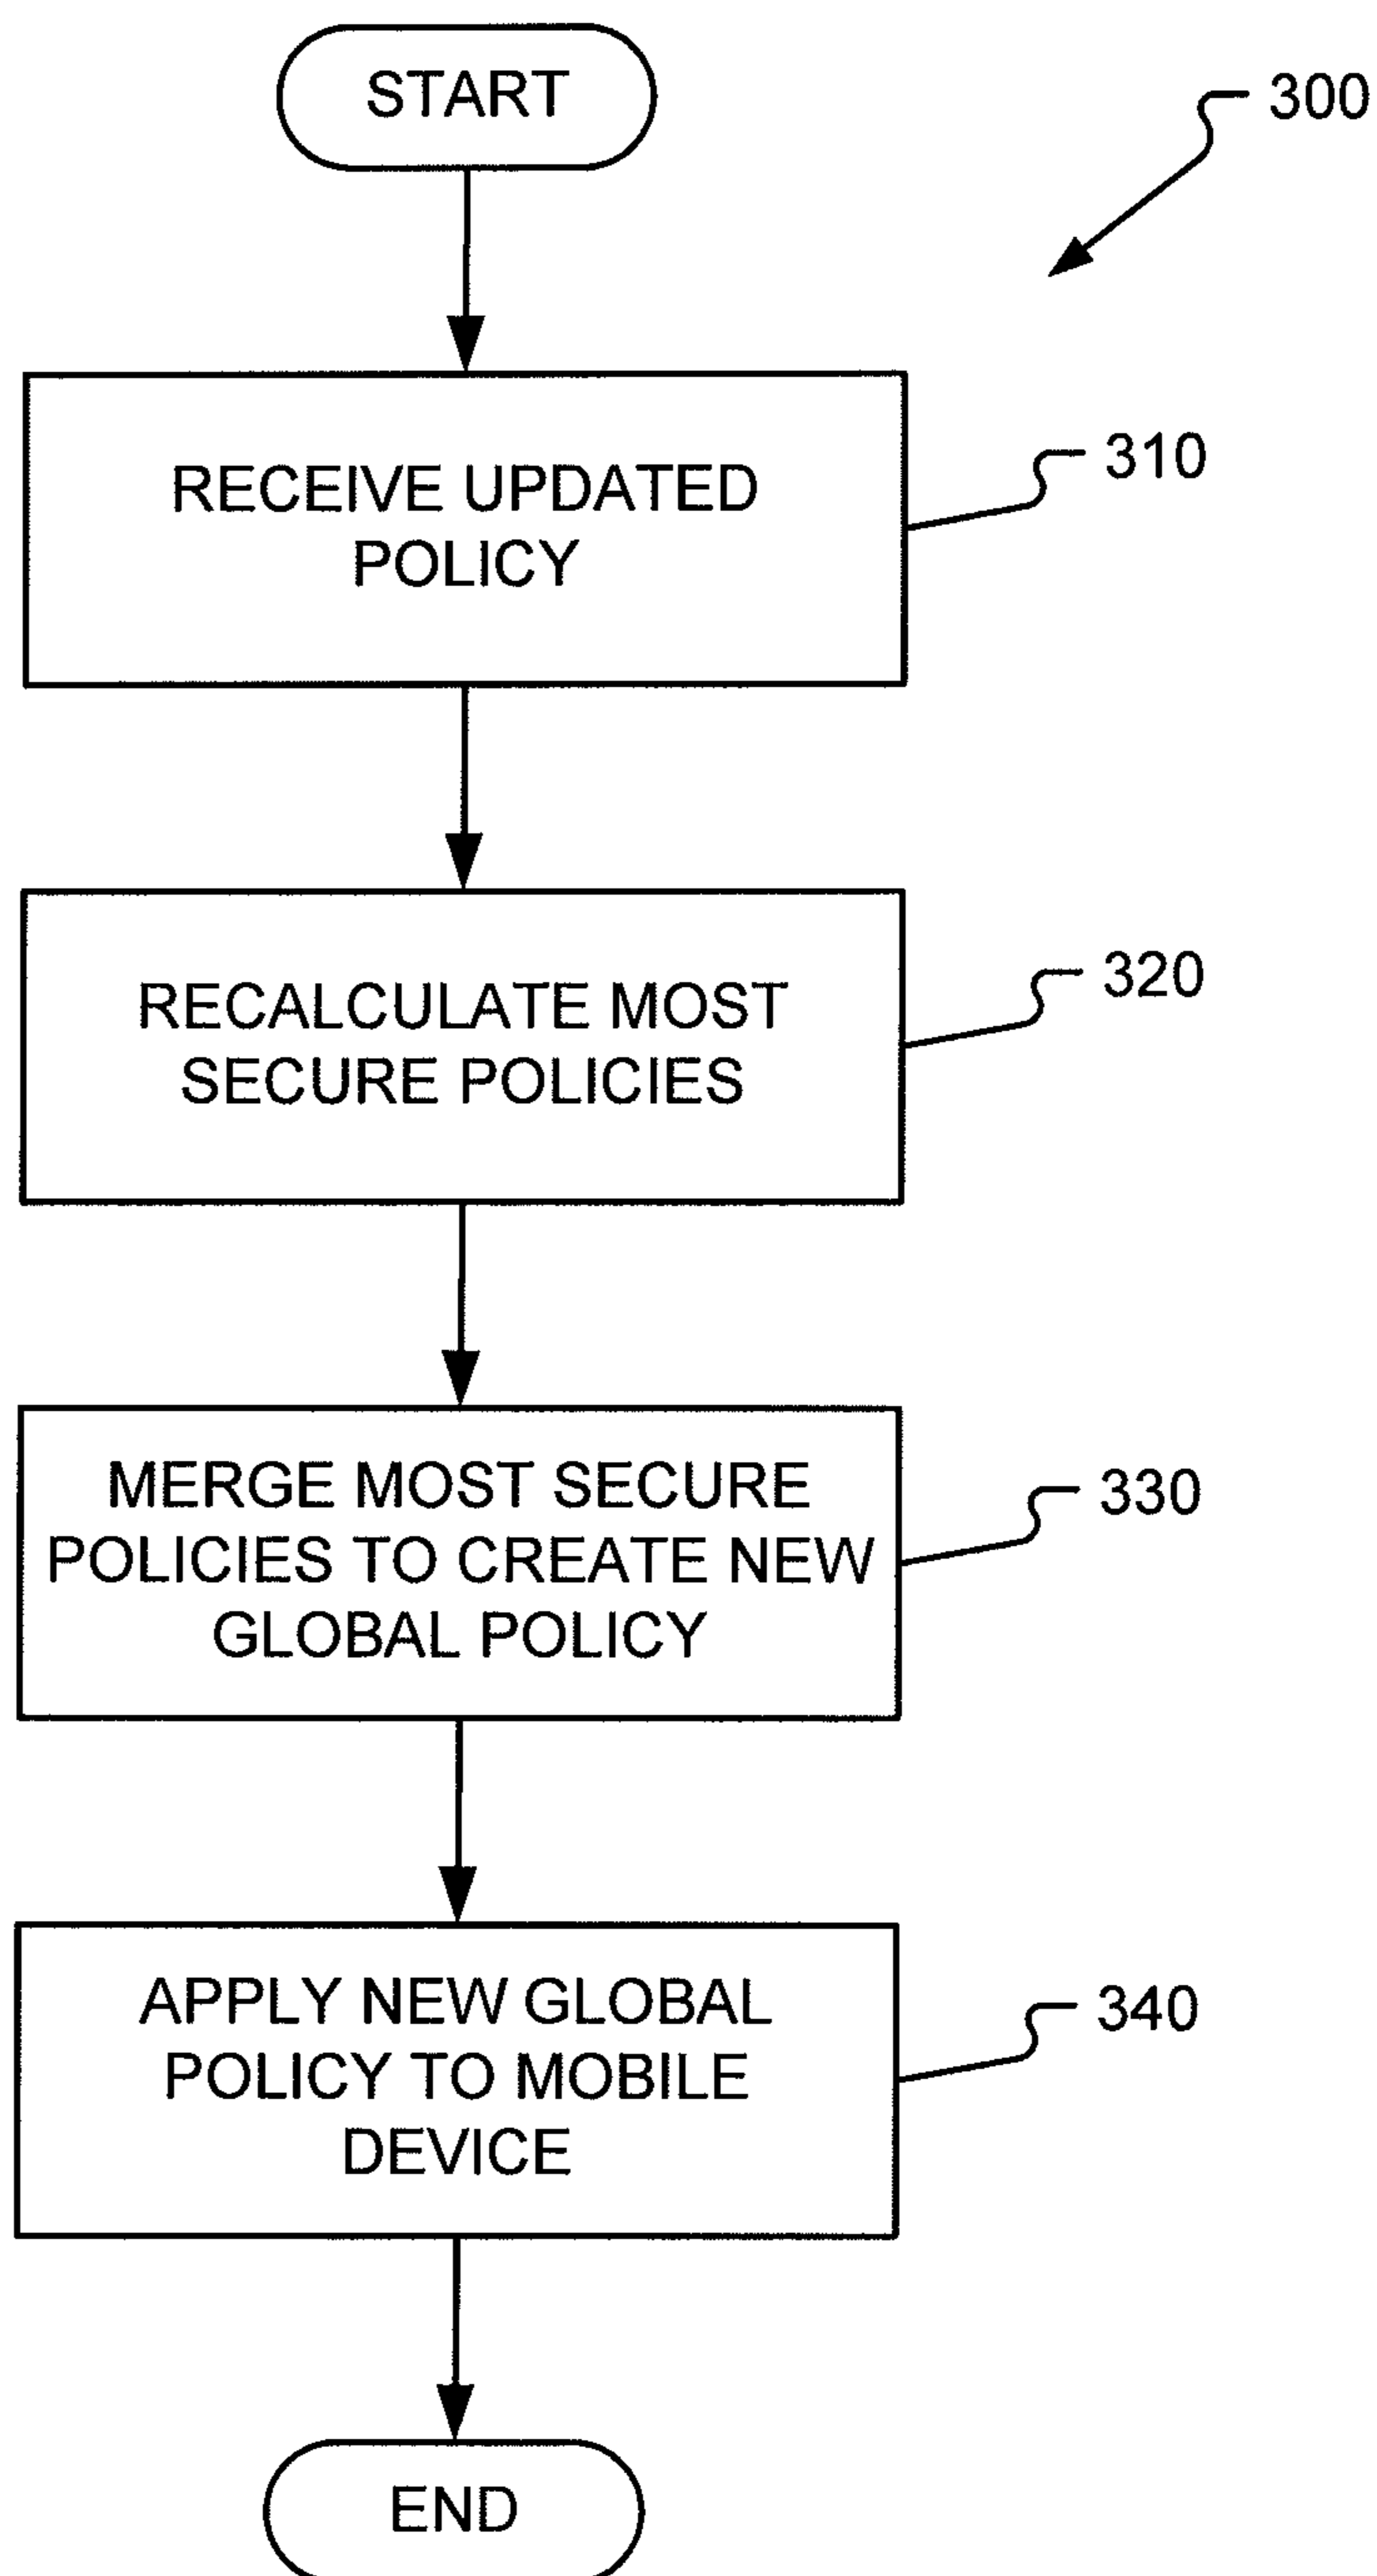 START
300
RECEIVE UPDATED
POLICY
310
RECALCULATE MOST
SECURE POLICIES
320
MERGE MOST SECURE
POLICIES TO CREATE NEW
GLOBAL POLICY
330
APPLY NEW GLOBAL
POLICY TO MOBILE
DEVICE
340
END